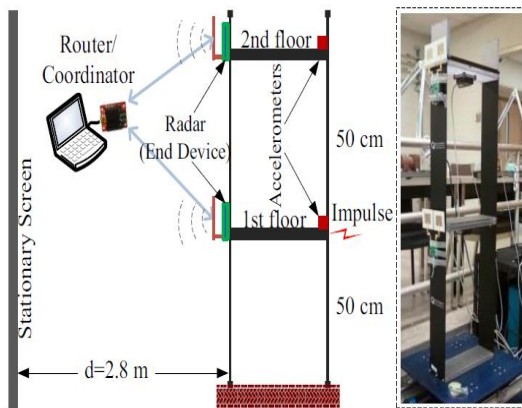 Router/
Coordinator
2nd floor
Radar
(End Device)
Accelerometers
50 cm
1st floor
Impulse
50 cm
Stationary Screen
d=2.8 m